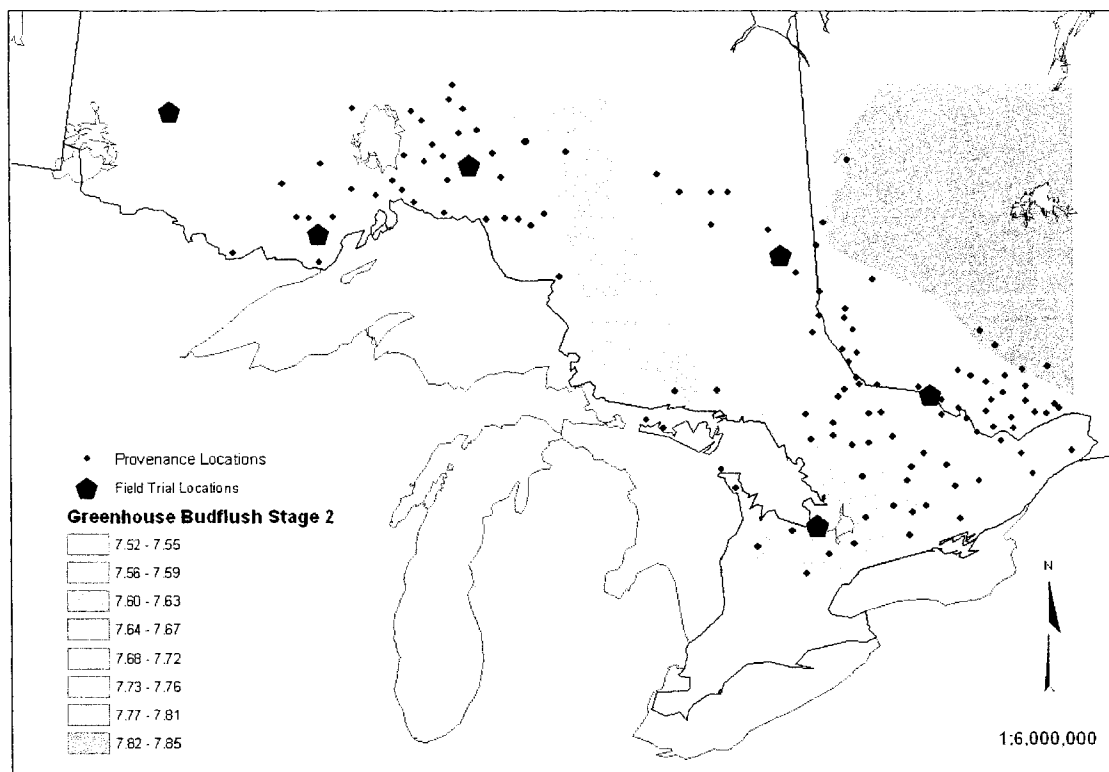 Provenance Locations
Field Trial Locations
Greenhouse Budflush Stage 2
7.52 - 7.55
7.56 - 7.59
7.60 - 7.63
7.64 - 7.67
7.68 - 7.72
7.73 - 7.76
7.77 - 7.81
7.82 - 7.85
N
1:6,000,000